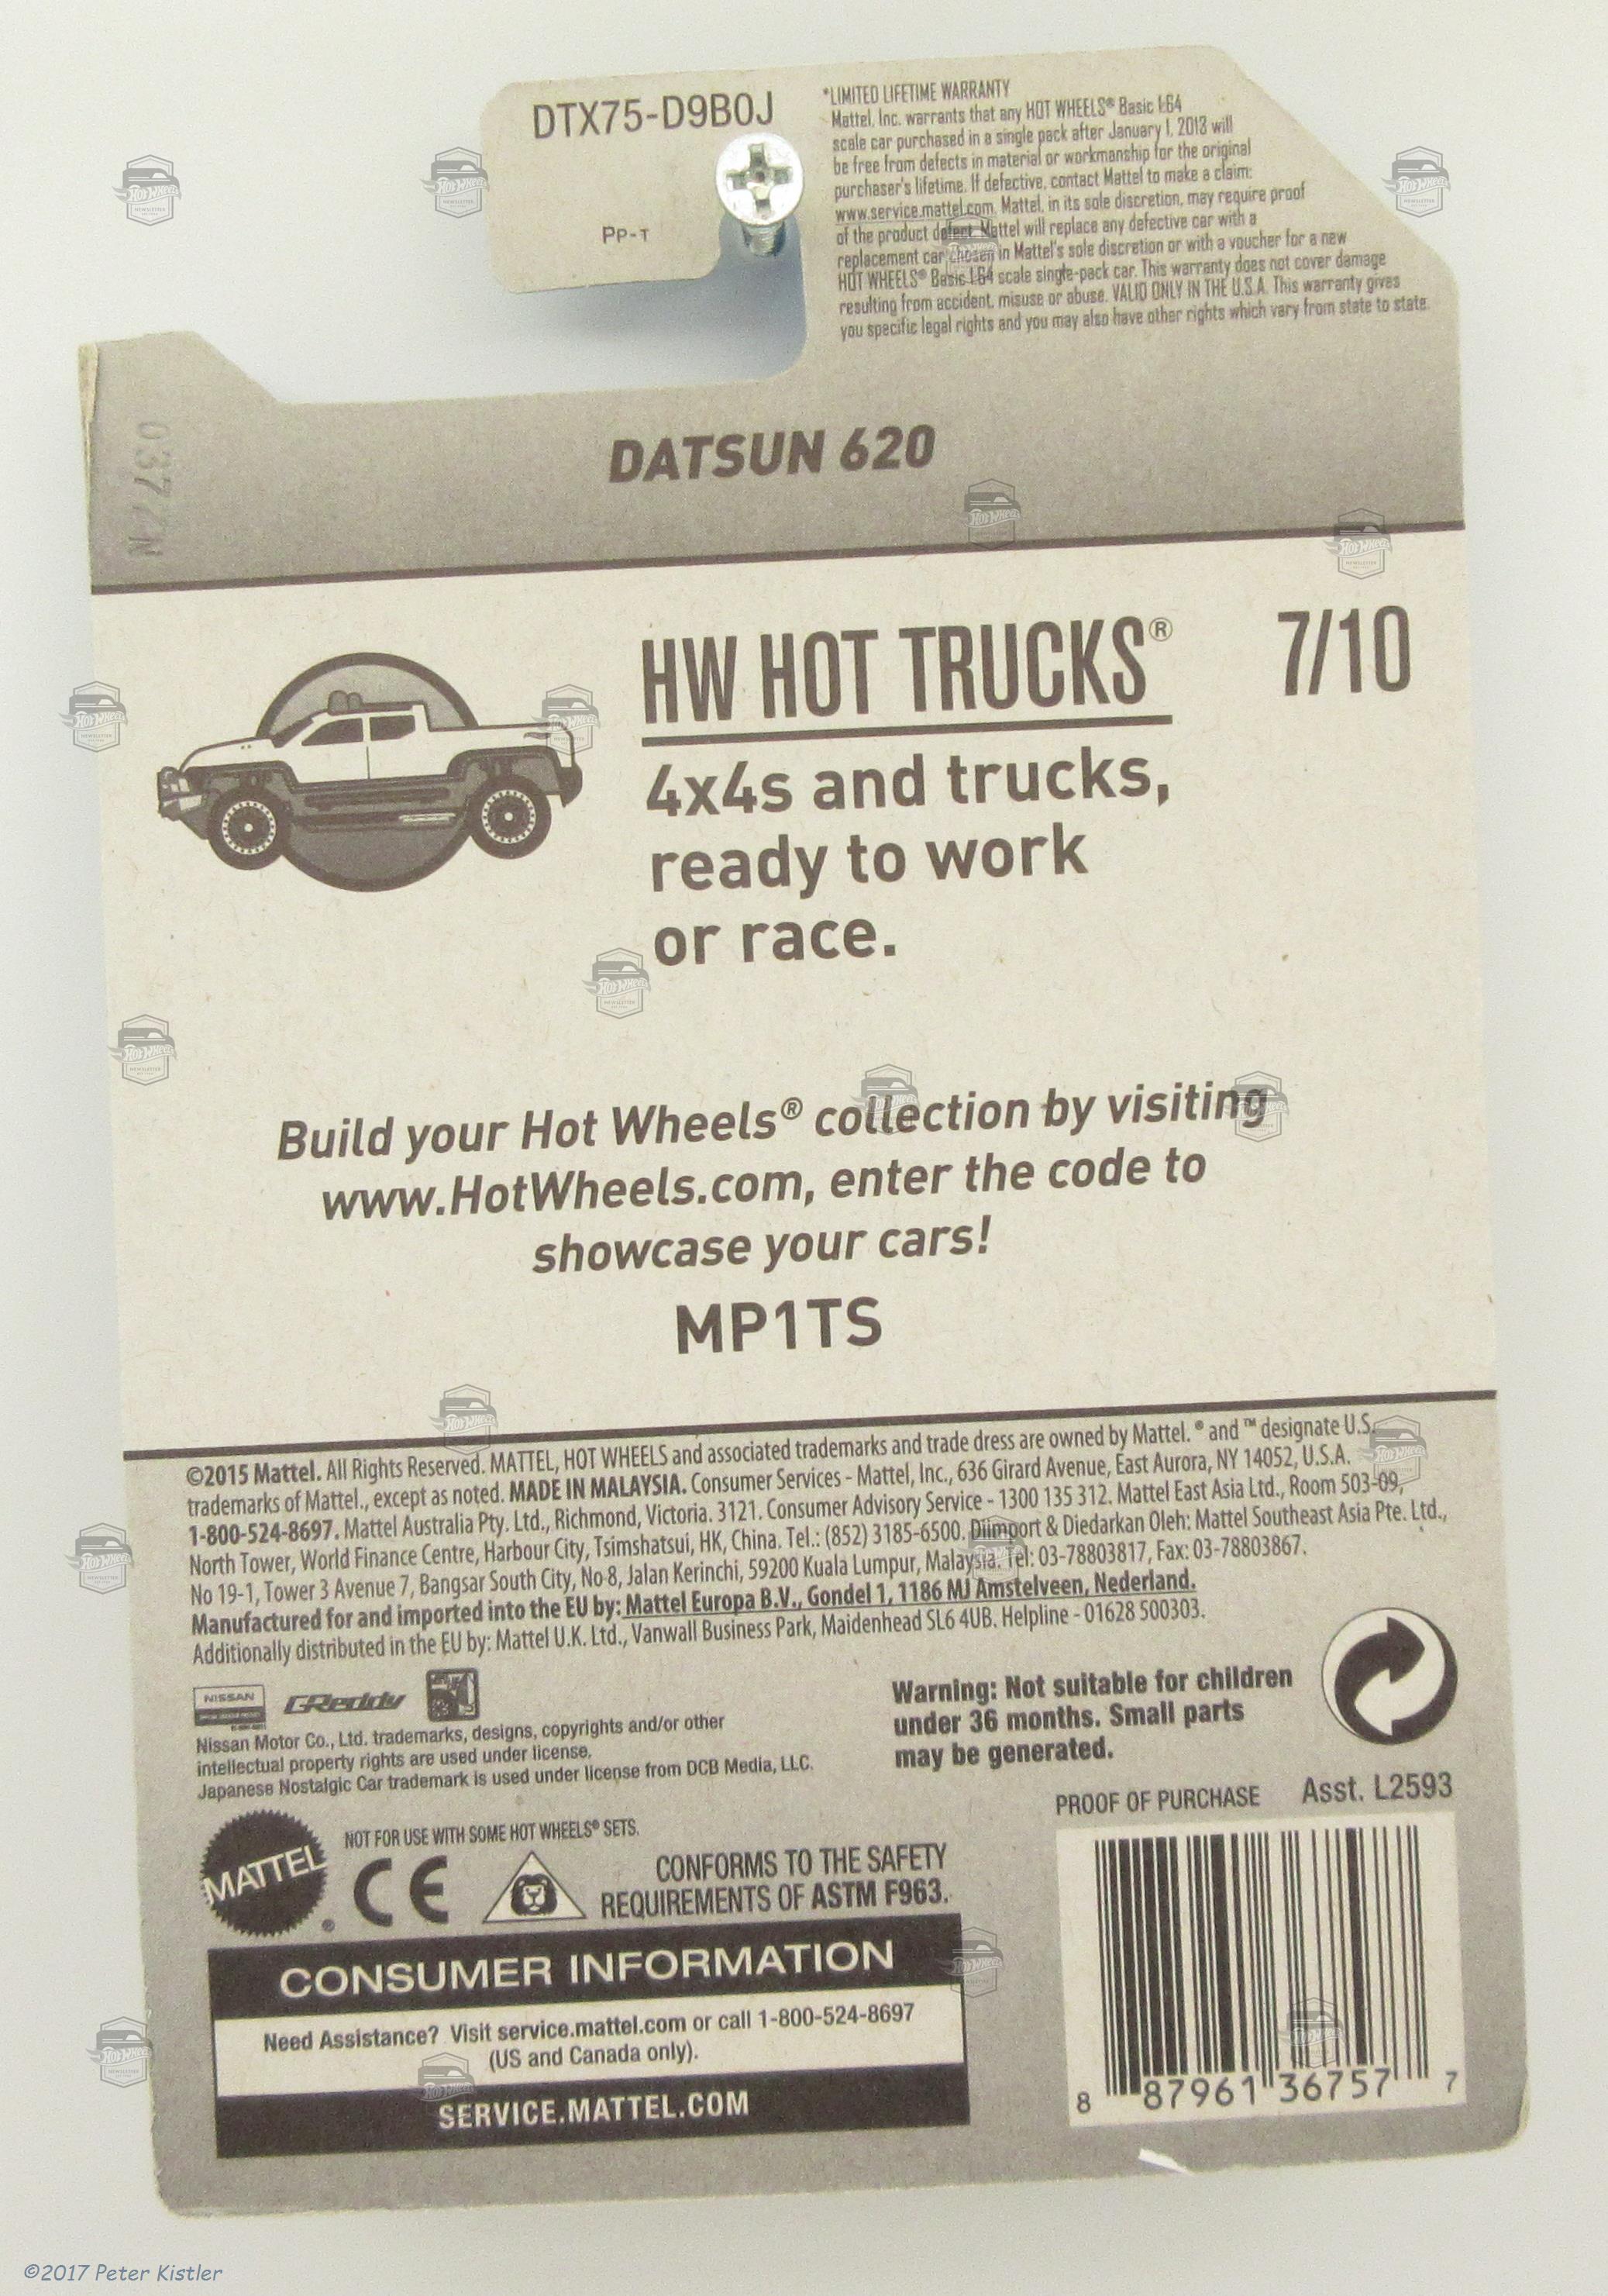 DTX75-D9B0J
PP-T
*LIMITED LIFETIME WARRANTY
Mattel, Inc. warrants that any HOT WHEELS® Basic 1:64
scale car purchased in a single pack after January 1, 2013 will
be free from defects in material or workmanship for the original
purchaser's lifetime. If defective, contact Mattel to make a claim:
www.service.mattel.com. Mattel, in its sole discretion, may require proof
of the product defect. Mattel will replace any defective car with a
replacement car chosen in Mattel's sole discretion or with a voucher for a new
HOT WHEELS® Basic 1:64 scale single-pack car. This warranty does not cover damage
resulting from accident, misuse or abuse. VALID ONLY IN THE U.S.A. This warranty gives
you specific legal rights and you may also have other rights which vary from state to state.
DATSUN 620
HW HOT TRUCKS® 7/10
4x4s and trucks,
ready to work
or race.
Build your Hot Wheels® collection by visiting
www.HotWheels.com, enter the code to
showcase your cars!
MP1TS
©2015 Mattel. All Rights Reserved. MATTEL, HOT WHEELS and associated trademarks and trade dress are owned by Mattel. ® and ™ designate U.S.
trademarks of Mattel., except as noted. MADE IN MALAYSIA. Consumer Services - Mattel, Inc., 636 Girard Avenue, East Aurora, NY 14052, U.S.A.
1-800-524-8697. Mattel Australia Pty. Ltd., Richmond, Victoria. 3121. Consumer Advisory Service - 1300 135 312. Mattel East Asia Ltd., Room 503-09,
North Tower, World Finance Centre, Harbour City, Tsimshatsui, HK, China. Tel.: (852) 3185-6500. Diimport & Diedarkan Oleh: Mattel Southeast Asia Pte. Ltd.,
No 19-1, Tower 3 Avenue 7, Bangsar South City, No 8, Jalan Kerinchi, 59200 Kuala Lumpur, Malaysia. Tel: 03-78803817, Fax: 03-78803867.
Manufactured for and imported into the EU by: Mattel Europa B.V., Gondel 1, 1186 MJ Amstelveen, Nederland.
Additionally distributed in the EU by: Mattel U.K. Ltd., Vanwall Business Park, Maidenhead SL6 4UB. Helpline - 01628 500303.
NISSAN GReddy
Nissan Motor Co., Ltd. trademarks, designs, copyrights and/or other
intellectual property rights are used under license.
Japanese Nostalgic Car trademark is used under license from DCB Media, LLC.
Warning: Not suitable for children
under 36 months. Small parts
may be generated.
PROOF OF PURCHASE Asst. L2593
MATTEL®
NOT FOR USE WITH SOME HOT WHEELS® SETS.
CE
CONFORMS TO THE SAFETY
REQUIREMENTS OF ASTM F963.
CONSUMER INFORMATION
Need Assistance? Visit service.mattel.com or call 1-800-524-8697
(US and Canada only).
SERVICE.MATTEL.COM
8 87961 36757 7
©2017 Peter Kistler